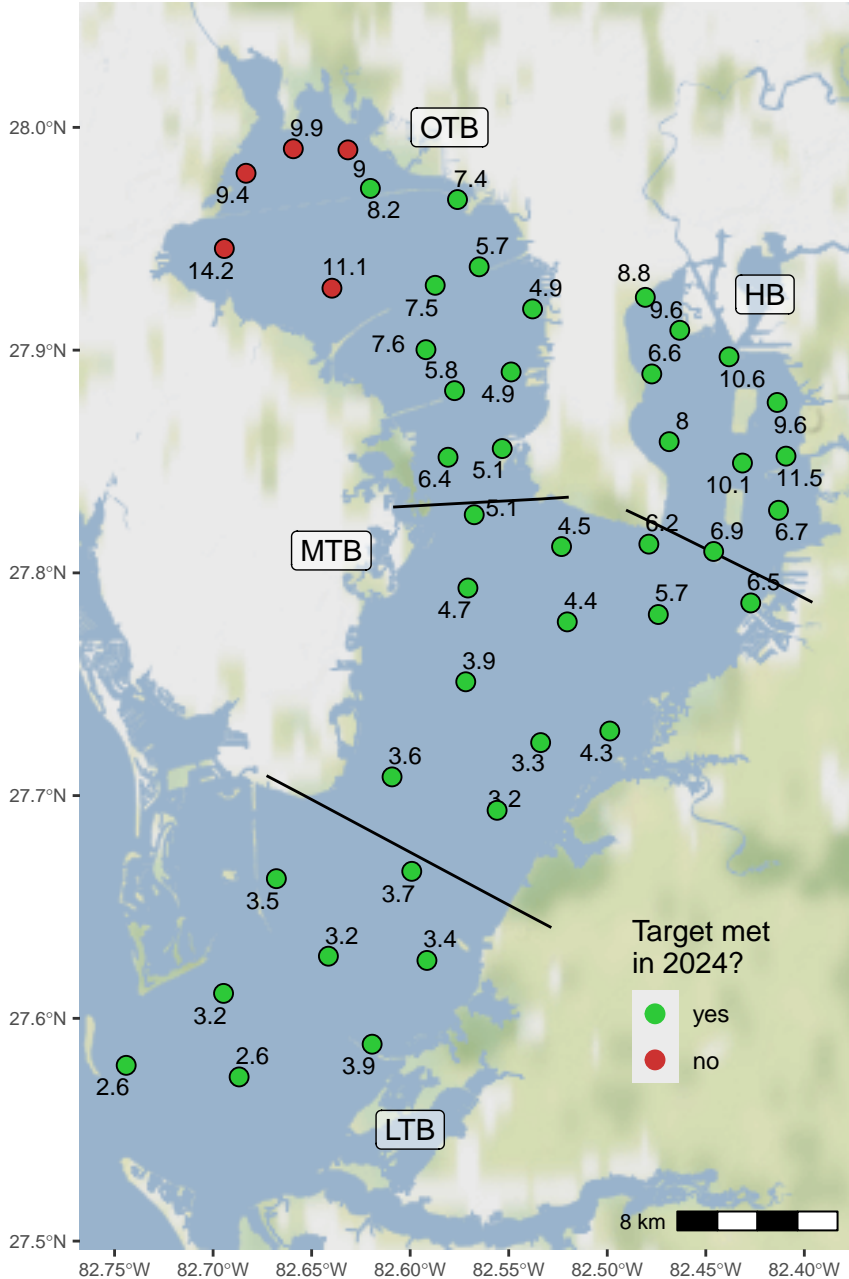 28.0°N
9.9
OTB
9
9.4
8.2
7.4
14.2
11.1
5.7
7.5
4.9
8.8
9.6
HB
27.9°N
7.6
5.8
4.9
6.6
10.6
9.6
8
6.4
5.1
10.1
11.5
5.1
6.7
MTB
4.5
6.2
6.9
27.8°N
4.7
4.4
5.7
6.5
3.9
3.6
3.3
4.3
27.7°N
3.2
3.5
3.7
3.2
3.4
Target met
in 2024?
27.6°N
3.2
yes
2.6
2.6
3.9
no
LTB
8 km
27.5°N
82.75°W
82.70°W
82.65°W
82.60°W
82.55°W
82.50°W
82.45°W
82.40°W